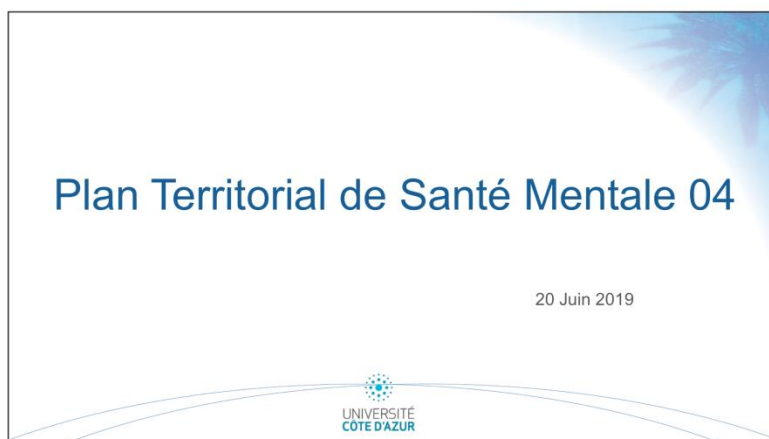 Plan Territorial de Santé Mentale 04
20 Juin 2019
UNIVERSITÉ
CÔTE D'AZUR